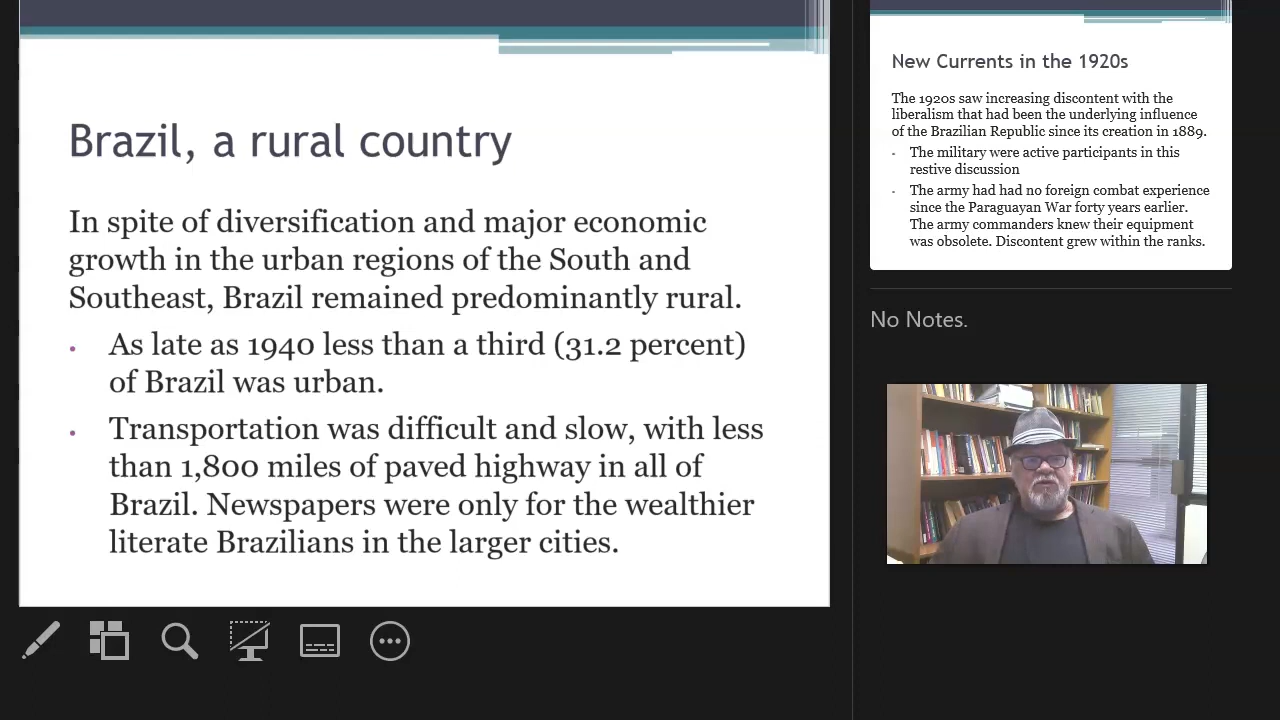 Brazil, a rural country
In spite of diversification and major economic
growth in the urban regions of the South and
Southeast, Brazil remained predominantly rural.
· As late as 1940 less than a third (31.2 percent)
of Brazil was urban.
· Transportation was difficult and slow, with less
than 1,800 miles of paved highway in all of
Brazil. Newspapers were only for the wealthier
literate Brazilians in the larger cities.
New Currents in the 1920s
The 1920s saw increasing discontent with the
liberalism that had been the underlying influence
of the Brazilian Republic since its creation in 1889.
· The military were active participants in this
restive discussion
· The army had had no foreign combat experience
since the Paraguayan War forty years earlier.
The army commanders knew their equipment
was obsolete. Discontent grew within the ranks.
No Notes.